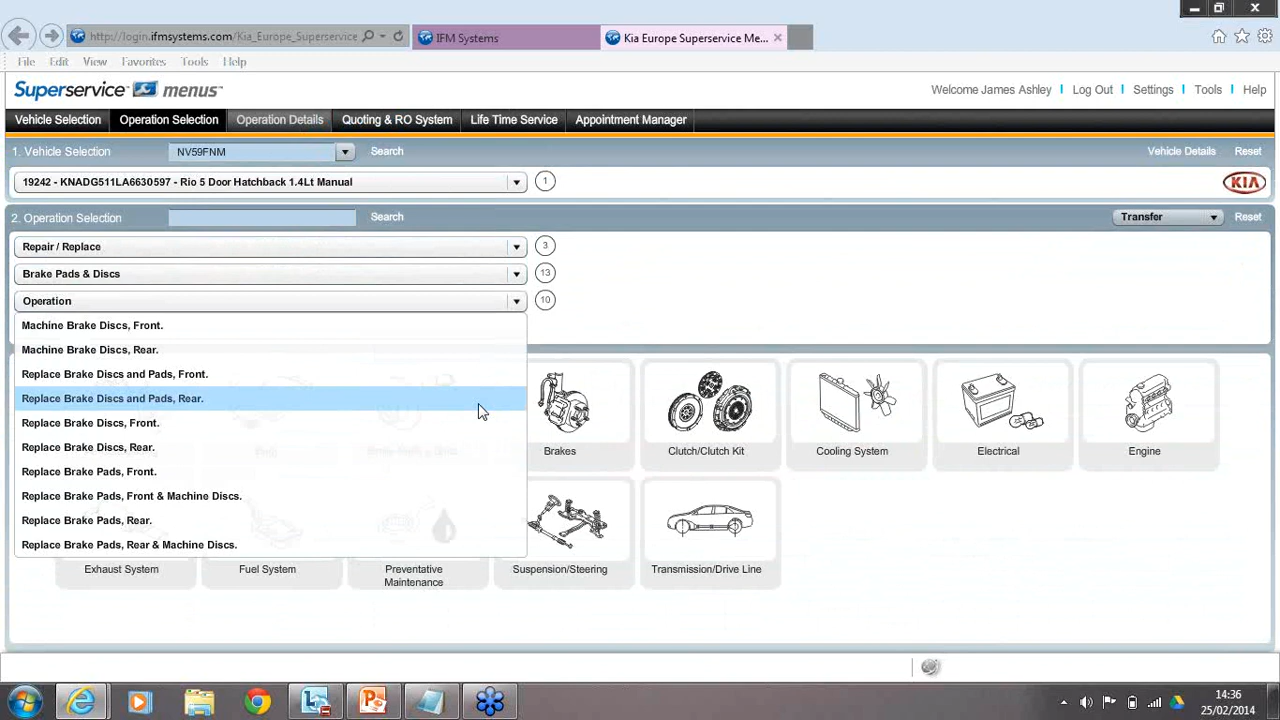 http://login.ifmsystems.com/Kia_Europe_Superservice
IFM Systems
Kia Europe Superservice Me...
File Edit View Favorites Tools Help
Superservice menus
Welcome James Ashley | Log Out | Settings | Tools | Help
Vehicle Selection Operation Selection Operation Details Quoting & RO System Life Time Service Appointment Manager
1. Vehicle Selection NV59FNM Search Vehicle Details Reset
19242 - KNADG511LA6630597 - Rio 5 Door Hatchback 1.4Lt Manual 1 KIA
2. Operation Selection Search Transfer Reset
Repair / Replace 3
Brake Pads & Discs 13
Operation 10
Machine Brake Discs, Front.
Machine Brake Discs, Rear.
Replace Brake Discs and Pads, Front.
Replace Brake Discs and Pads, Rear.
Replace Brake Discs, Front.
Replace Brake Discs, Rear.
Replace Brake Pads, Front.
Replace Brake Pads, Front & Machine Discs.
Replace Brake Pads, Rear.
Replace Brake Pads, Rear & Machine Discs.
Brakes Clutch/Clutch Kit Cooling System Electrical Engine
Exhaust System Fuel System Preventative Maintenance Suspension/Steering Transmission/Drive Line
14:36
25/02/2014